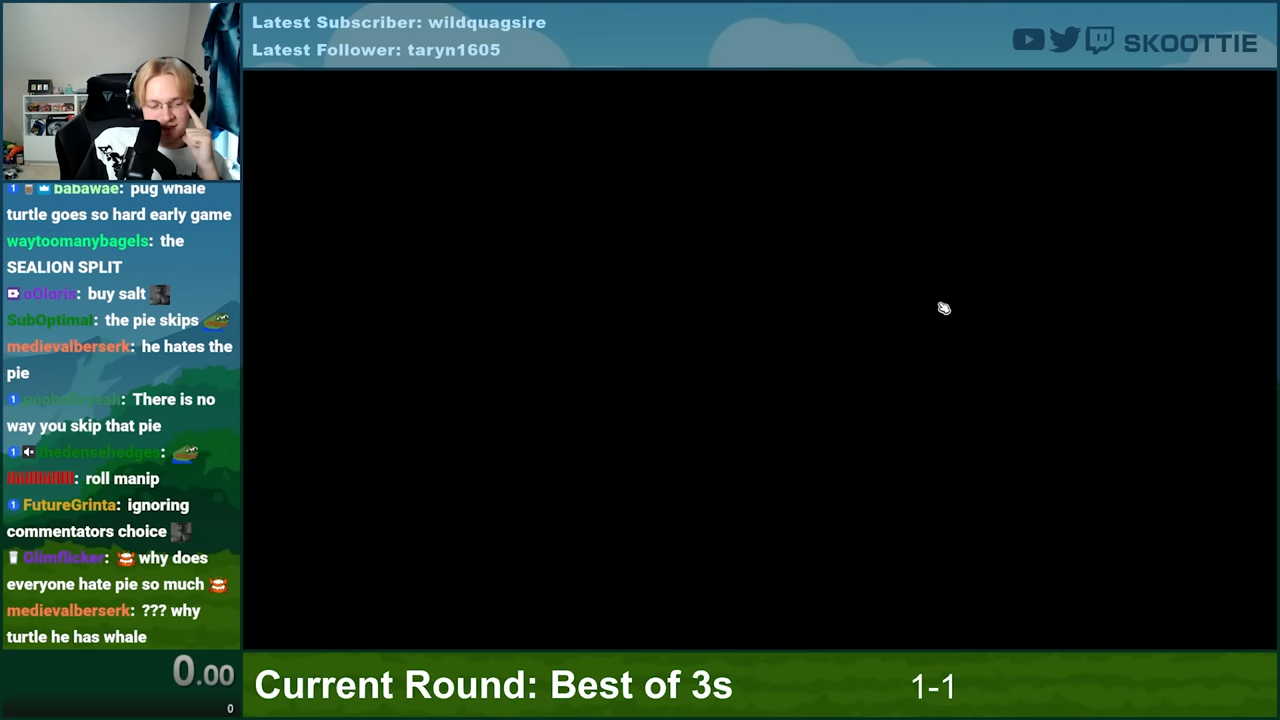 Latest Subscriber: wildquagsire
Latest Follower: taryn1605
SKOOTTIE
babawae: pug whale
turtle goes so hard early game
waytoomanybagels: the
SEALION SPLIT
oOloris: buy salt
SubOptimal: the pie skips
medievalberserk: he hates the
pie
There is no
way you skip that pie
thedensehedges:
roll manip
FutureGrinta: ignoring
commentators choice
Glimflicker: why does
everyone hate pie so much
medievalberserk: ??? why
turtle he has whale
0.00
0
Current Round: Best of 3s
1-1